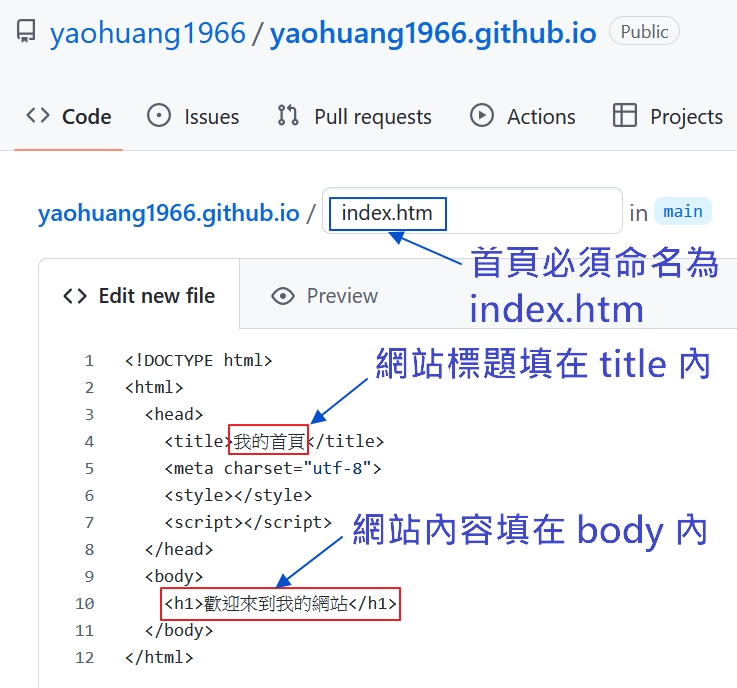 yaohuang1966 / yaohuang1966.github.io Public
Code Issues Pull requests Actions Projects
yaohuang1966.github.io / index.htm in main
首頁必須命名為
index.htm
Edit new file Preview
網站標題填在 title 內
1 <!DOCTYPE html>
2 <html>
3 <head>
4 <title>我的首頁</title>
5 <meta charset="utf-8">
6 <style></style>
7 <script></script>
網站內容填在 body 內
8 </head>
9 <body>
10 <h1>歡迎來到我的網站</h1>
11 </body>
12 </html>